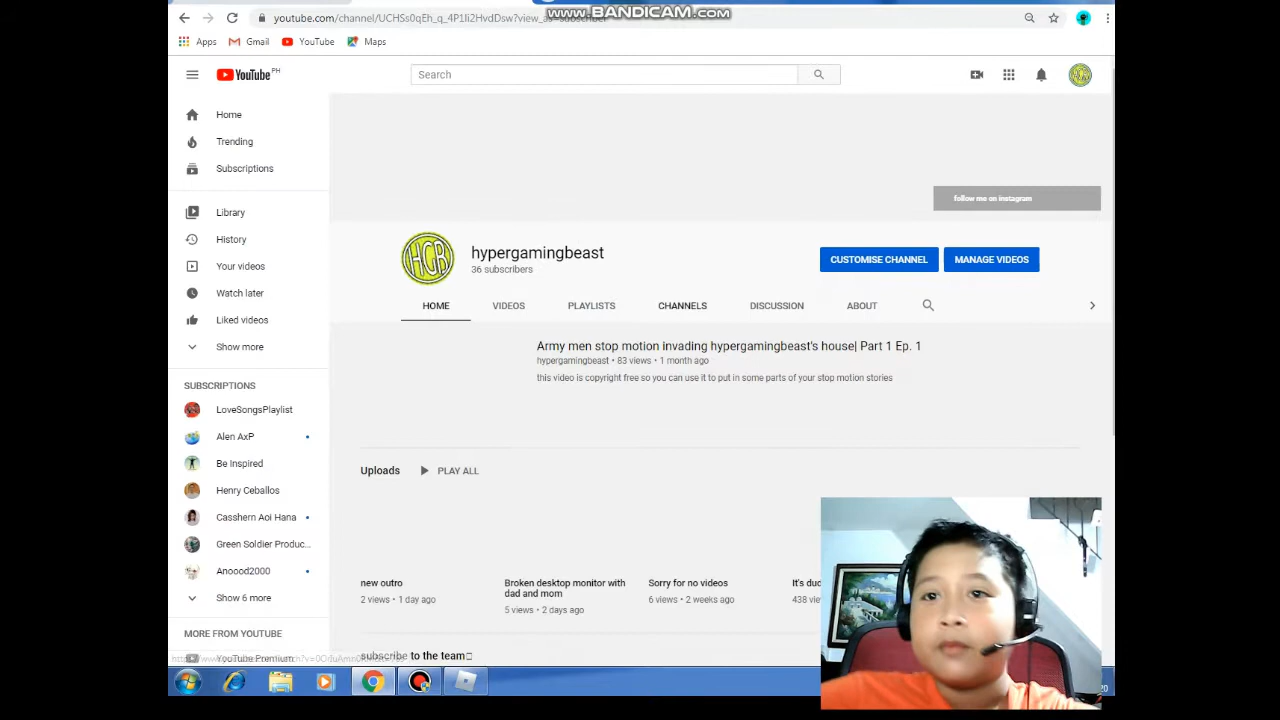 www.BANDICAM.com
youtube.com/channel/UCHSs0qEh_q_4P1Ii2HvdDsw?view_as=subscriber
Apps Gmail YouTube Maps
YouTube PH
Search
Home
Trending
Subscriptions
Library
History
Your videos
Watch later
Liked videos
Show more
SUBSCRIPTIONS
LoveSongsPlaylist
Alen AxP
Be Inspired
Henry Ceballos
Casshern Aoi Hana
Green Soldier Produc...
Anoood2000
Show 6 more
MORE FROM YOUTUBE
YouTube Premium
follow me on instagram
HGB
hypergamingbeast
36 subscribers
CUSTOMISE CHANNEL MANAGE VIDEOS
HOME VIDEOS PLAYLISTS CHANNELS DISCUSSION ABOUT
Army men stop motion invading hypergamingbeast's house| Part 1 Ep. 1
hypergamingbeast • 83 views • 1 month ago
this video is copyright free so you can use it to put in some parts of your stop motion stories
Uploads PLAY ALL
new outro
2 views • 1 day ago
Broken desktop monitor with
dad and mom
5 views • 2 days ago
Sorry for no videos
6 views • 2 weeks ago
It's
438
subscribe to the team